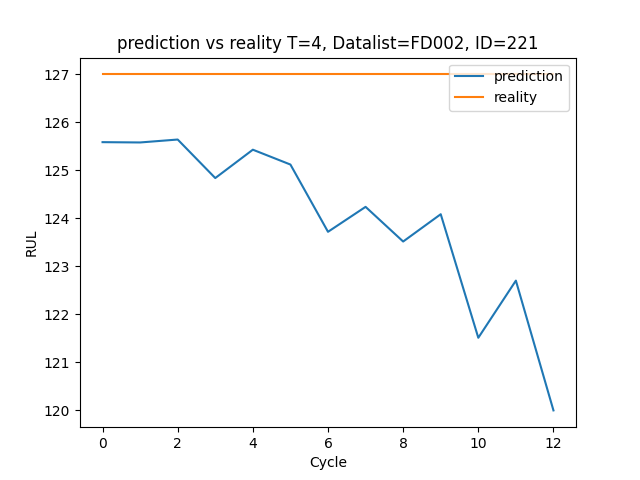 prediction vs reality T=4, Datalist=FD002, ID=221
prediction
reality
127
126
125
124
123
122
121
120
RUL
0 2 4 6 8 10 12
Cycle